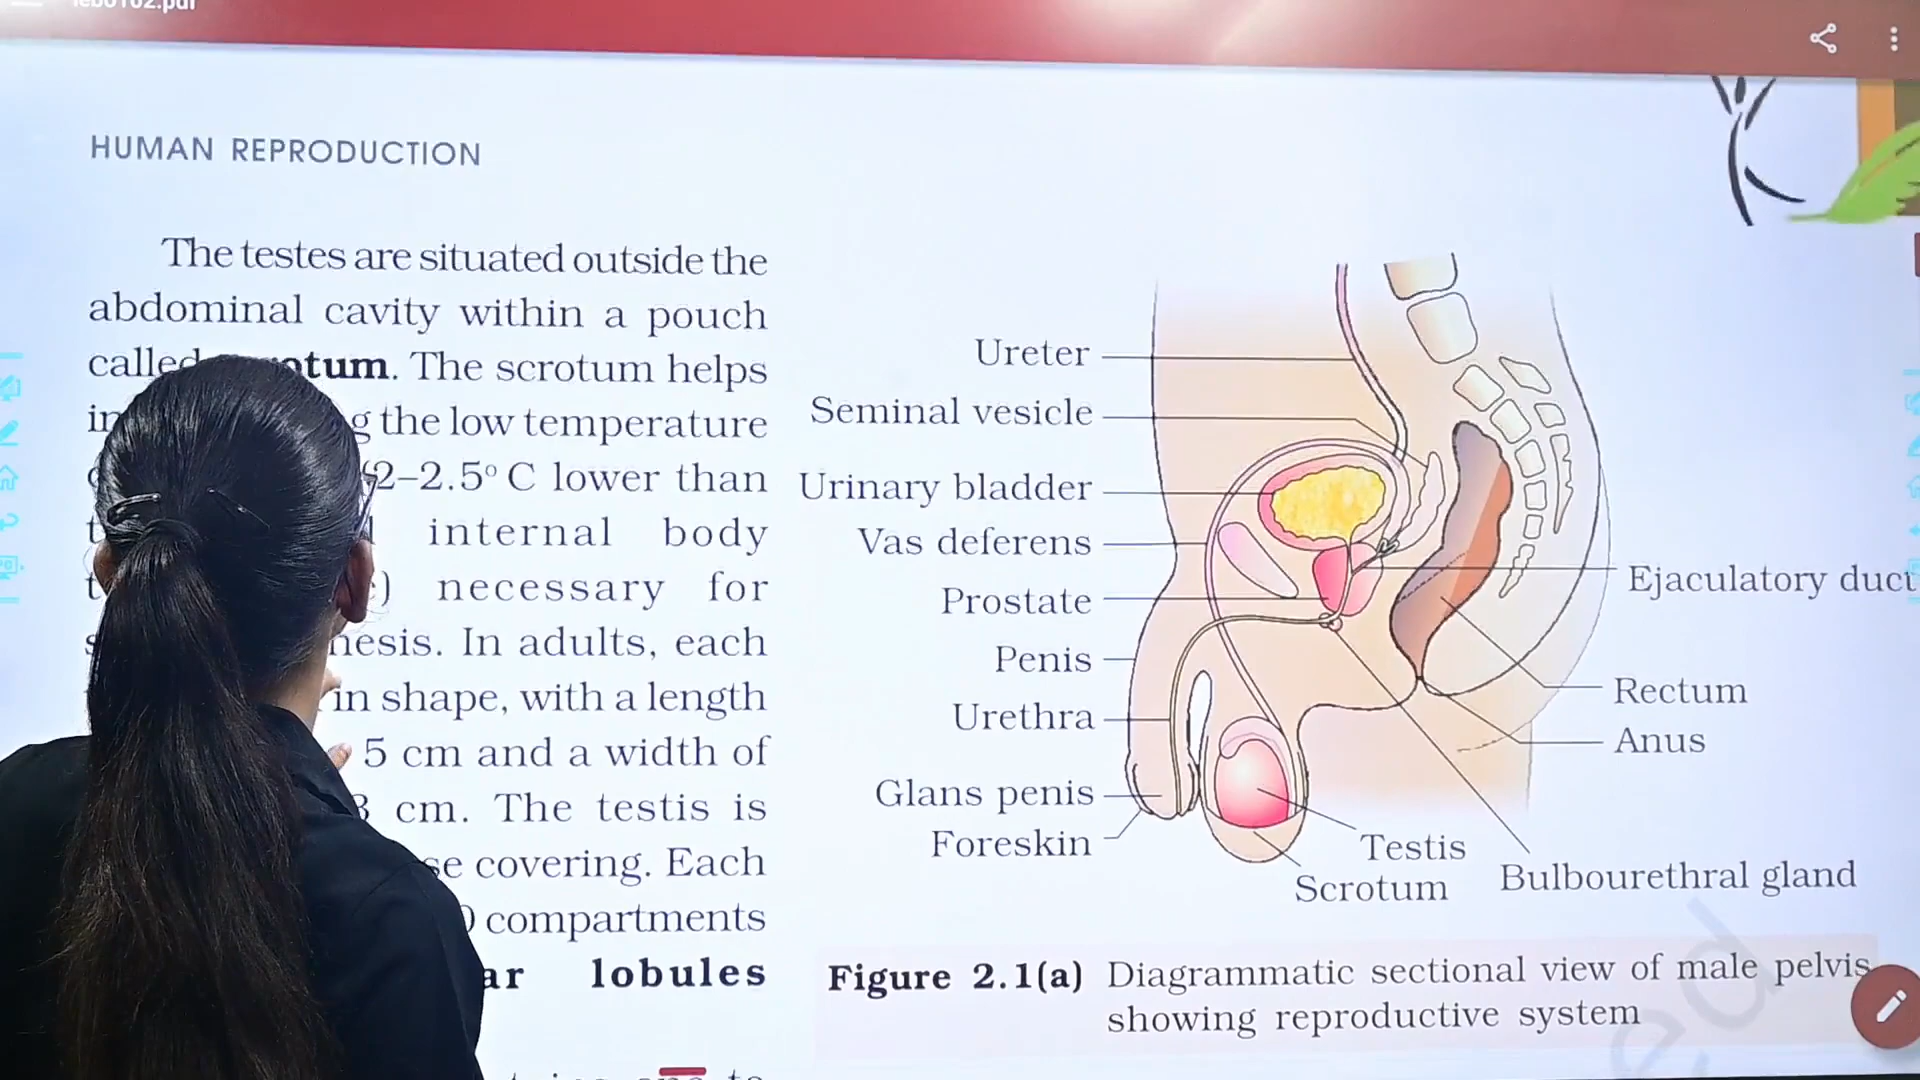 HUMAN REPRODUCTION
The testes are situated outside the
abdominal cavity within a pouch
. The scrotum helps
the low temperature
2–2.5° C lower than
internal body
necessary for
In adults, each
in shape, with a length
5 cm and a width of
cm. The testis is
covering. Each
compartments
lobules
Ureter
Seminal vesicle
Urinary bladder
Vas deferens
Prostate
Penis
Urethra
Glans penis
Foreskin
Ejaculatory duct
Rectum
Anus
Testis
Scrotum
Bulbourethral gland
Figure 2.1(a) Diagrammatic sectional view of male pelvis
showing reproductive system